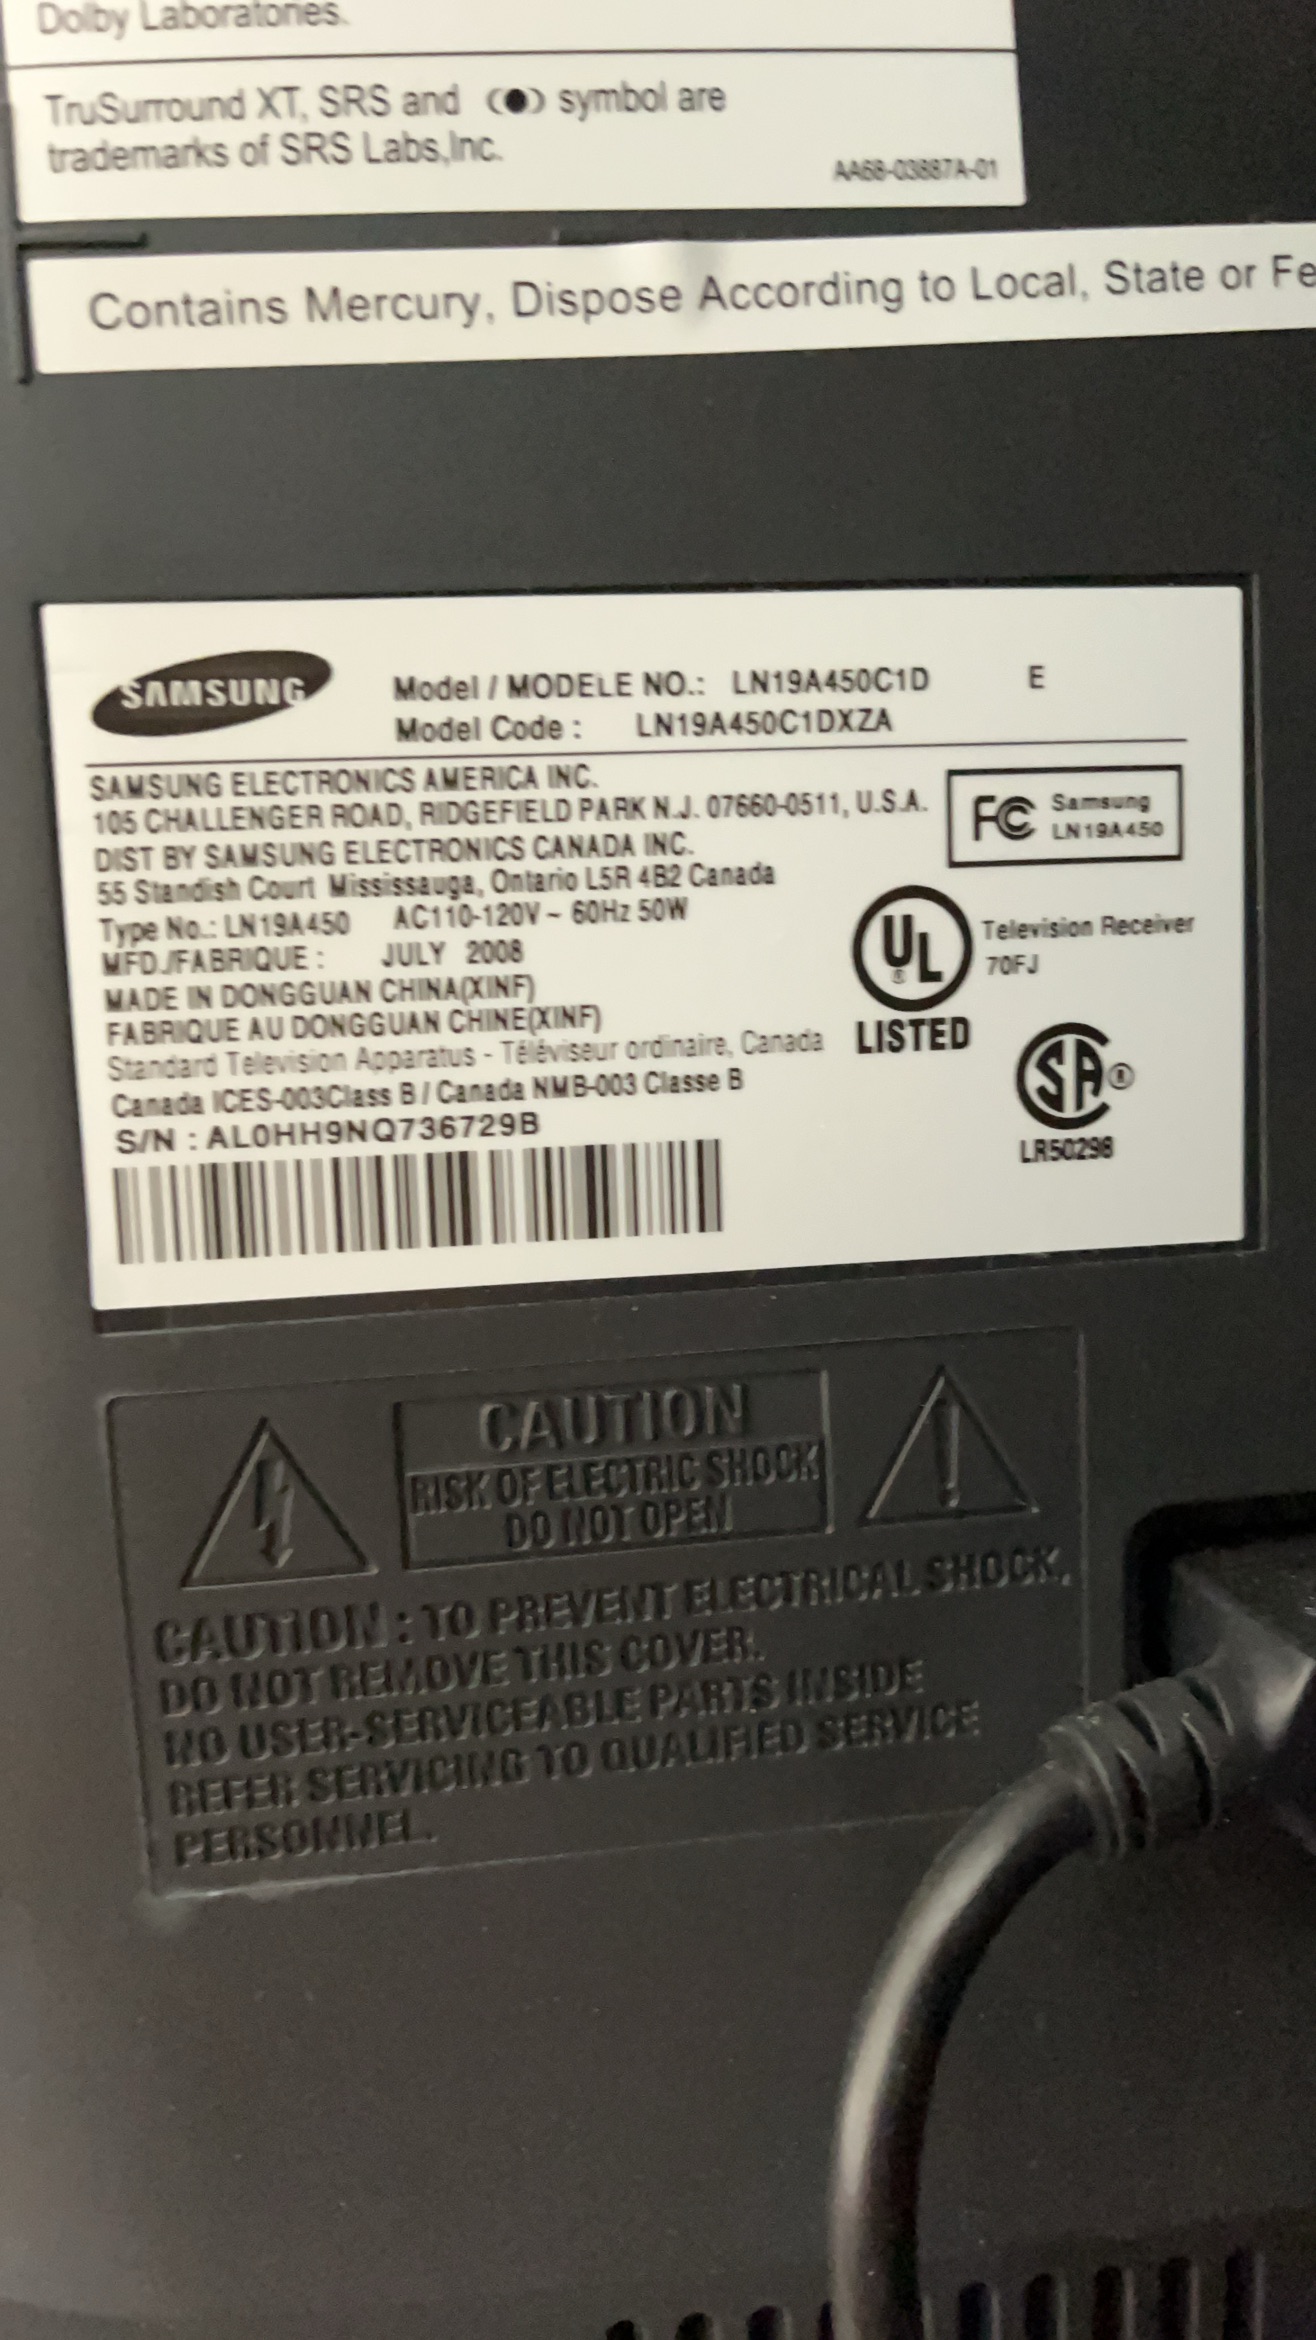 Dolby Laboratories.
TruSurround XT, SRS and (●) symbol are
trademarks of SRS Labs,Inc.
AA68-03887A-01
Contains Mercury, Dispose According to Local, State or Fe
SAMSUNG
Model / MODELE NO.: LN19A450C1D E
Model Code : LN19A450C1DXZA
SAMSUNG ELECTRONICS AMERICA INC.
105 CHALLENGER ROAD, RIDGEFIELD PARK N.J. 07660-0511, U.S.A.
DIST BY SAMSUNG ELECTRONICS CANADA INC.
55 Standish Court Mississauga, Ontario L5R 4B2 Canada
Type No.: LN19A450 AC110-120V ~ 60Hz 50W
MFD./FABRIQUE : JULY 2008
MADE IN DONGGUAN CHINA(XINF)
FABRIQUE AU DONGGUAN CHINE(XINF)
Standard Television Apparatus - Téléviseur ordinaire, Canada
Canada ICES-003Class B / Canada NMB-003 Classe B
S/N : AL0HH9NQ736729B
FC Samsung
LN19A450
UL ® Television Receiver
70FJ
LISTED
SA ®
LR50298
CAUTION
RISK OF ELECTRIC SHOCK
DO NOT OPEN
CAUTION : TO PREVENT ELECTRICAL SHOCK,
DO NOT REMOVE THIS COVER.
NO USER-SERVICEABLE PARTS INSIDE
REFER SERVICING TO QUALIFIED SERVICE
PERSONNEL.